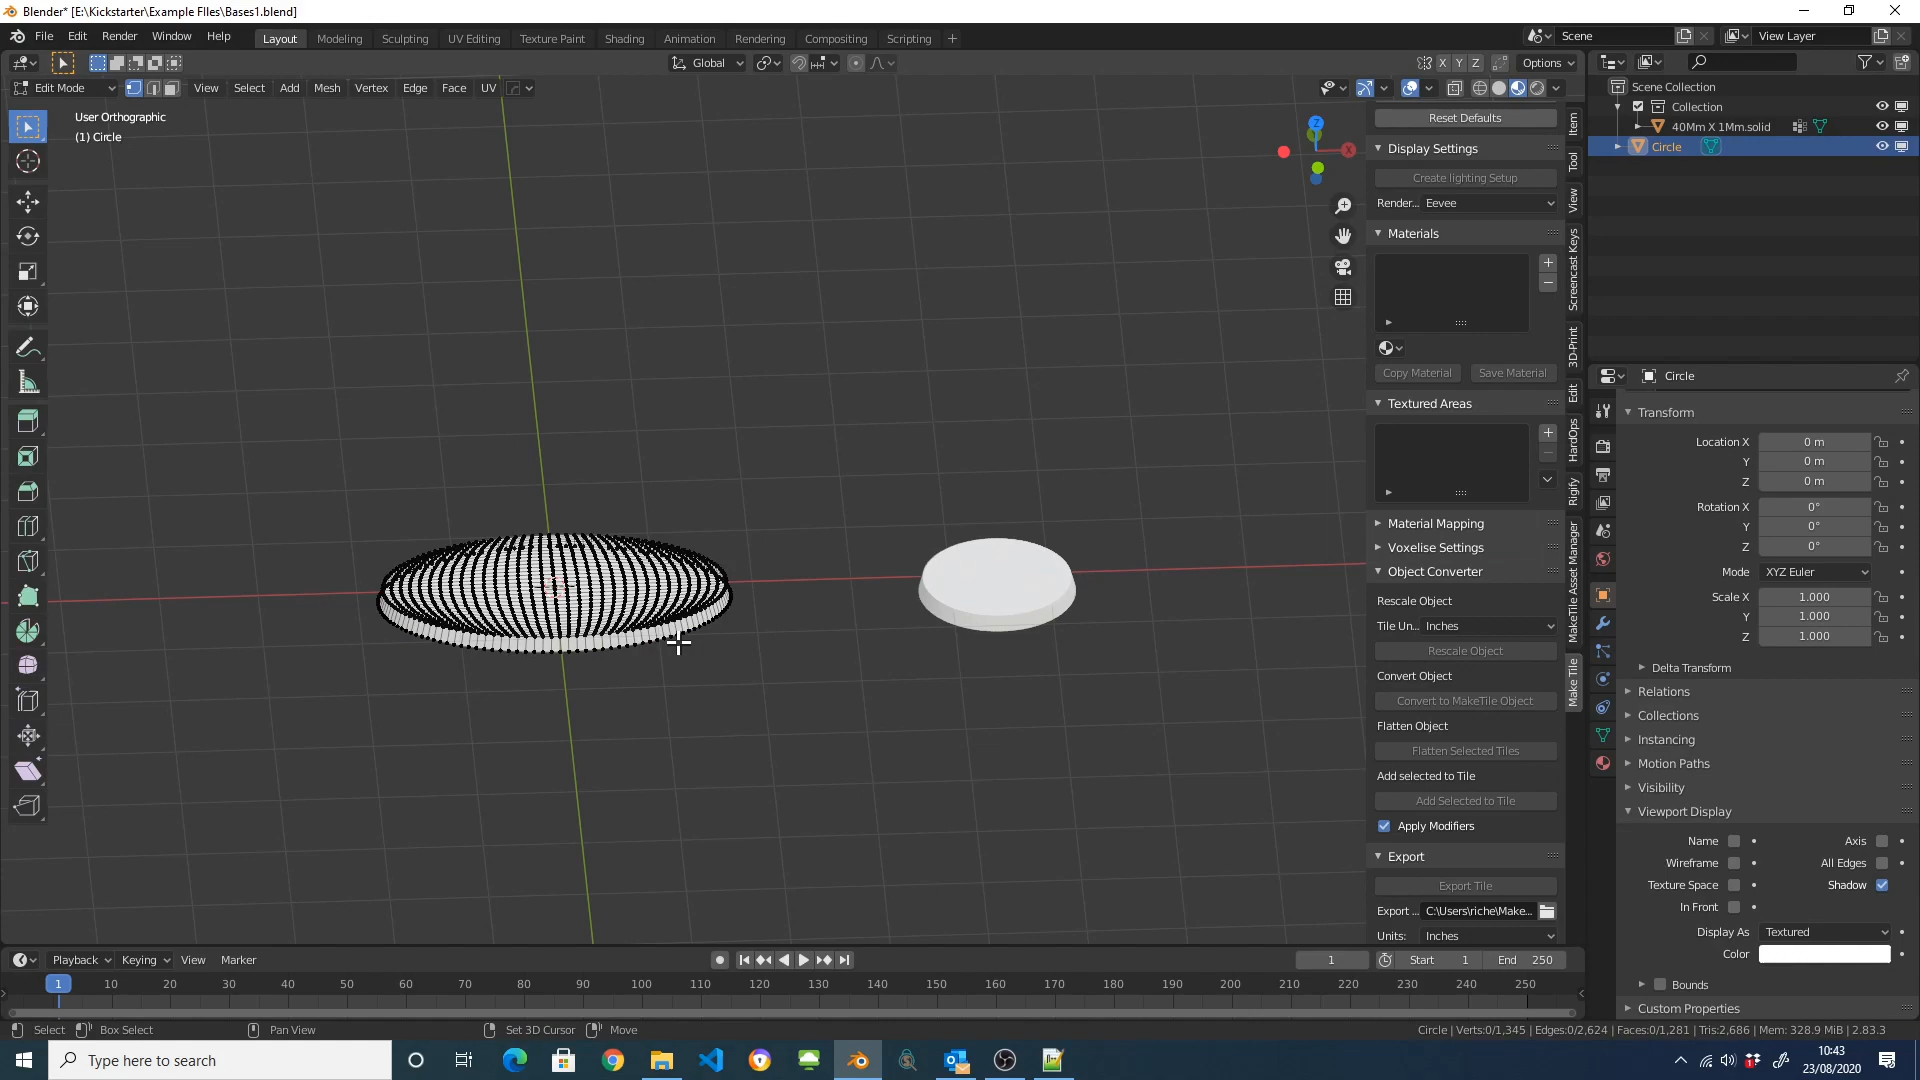 Blender* [E:\Kickstarter\Example FIles\Bases1.blend]
File Edit Render Window Help Layout Modeling Sculpting UV Editing Texture Paint Shading Animation Rendering Compositing Scripting + Scene View Layer
Global X Y Z Options
Edit Mode View Select Add Mesh Vertex Edge Face UV
User Orthographic
(1) Circle
Z
X
Reset Defaults
Display Settings
Create lighting Setup
Render... Eevee
Materials
Copy Material Save Material
Textured Areas
Material Mapping
Voxelise Settings
Object Converter
Rescale Object
Tile Un... Inches
Rescale Object
Convert Object
Convert to MakeTile Object
Flatten Object
Flatten Selected Tiles
Add selected to Tile
Add Selected to Tile
Apply Modifiers
Export
Export Tile
Export ... C:\Users\riche\Make...
Units: Inches
Item
Tool
View
Screencast Keys
3D-Print
Edit
HardOps
Rigify
MakeTile Asset Manager
Make Tile
Scene Collection
Collection
40Mm X 1Mm.solid
Circle
Circle
Transform
Location X 0 m
Y 0 m
Z 0 m
Rotation X 0°
Y 0°
Z 0°
Mode XYZ Euler
Scale X 1.000
Y 1.000
Z 1.000
Delta Transform
Relations
Collections
Instancing
Motion Paths
Visibility
Viewport Display
Name Axis
Wireframe All Edges
Texture Space Shadow
In Front
Display As Textured
Color
Bounds
Custom Properties
Playback Keying View Marker 1 Start 1 End 250
1 10 20 30 40 50 60 70 80 90 100 110 120 130 140 150 160 170 180 190 200 210 220 230 240 250
Select Box Select Pan View Set 3D Cursor Move Circle | Verts:0/1,345 | Edges:0/2,624 | Faces:0/1,281 | Tris:2,686 | Mem: 328.9 MiB | 2.83.3
Type here to search
10:43
23/08/2020